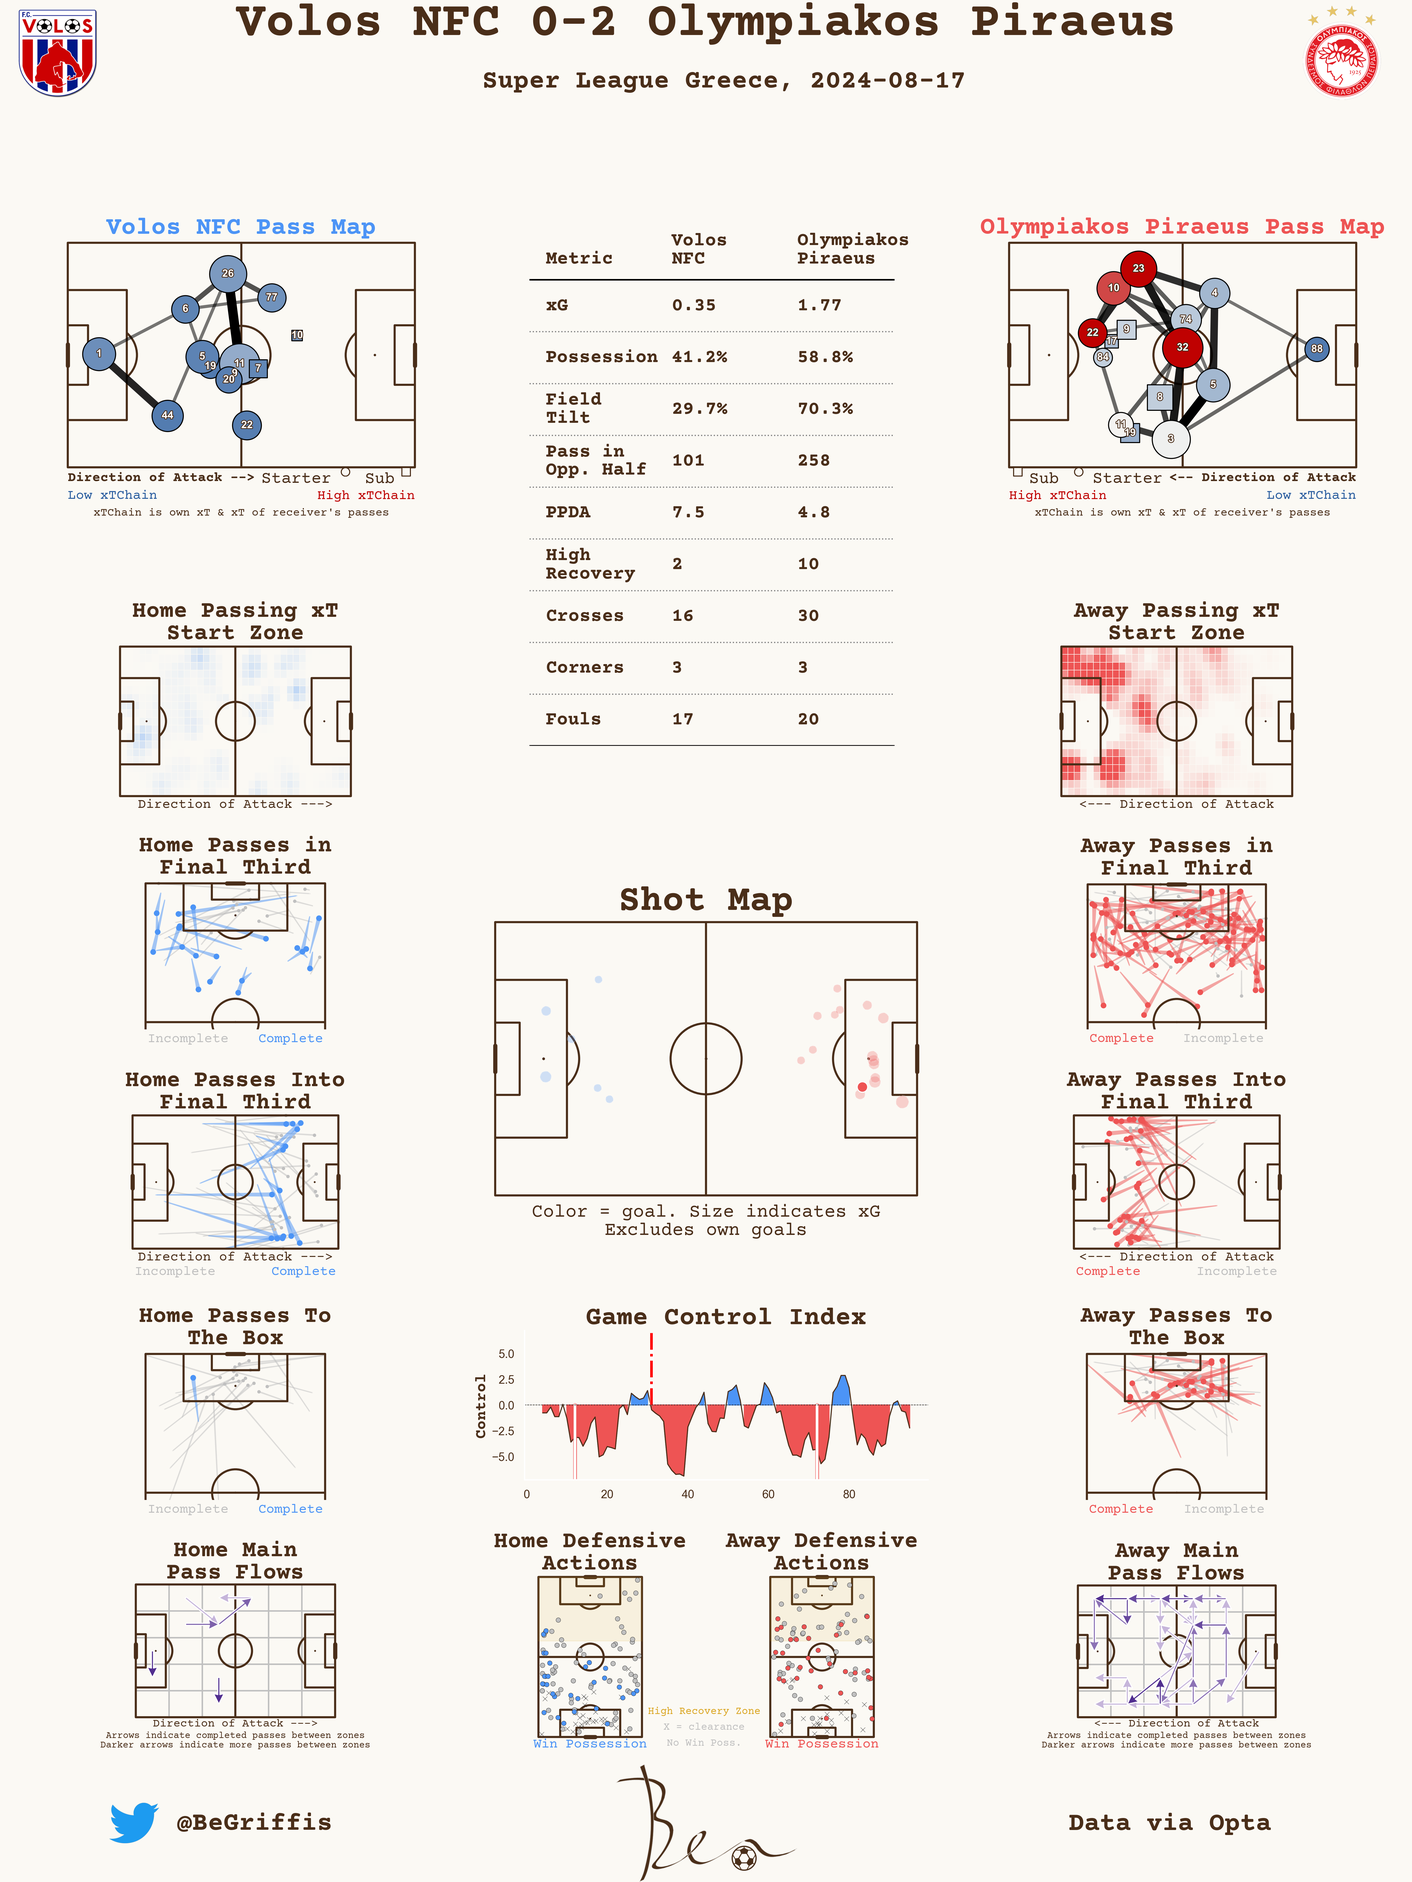 Volos NFC 0-2 Olympiakos Piraeus
Super League Greece, 2024-08-17
F.C.
VOLOS
ΟΛΥΜΠΙΑΚΟΣ
1925
Volos NFC Pass Map
26
77
6
10
1
5
19
11
9
7
20
44
22
Direction of Attack --> Starter Sub
Low xTChain High xTChain
xTChain is own xT & xT of receiver's passes
Metric Volos NFC Olympiakos Piraeus
xG 0.35 1.77
Possession 41.2% 58.8%
Field Tilt 29.7% 70.3%
Pass in Opp. Half 101 258
PPDA 7.5 4.8
High Recovery 2 10
Crosses 16 30
Corners 3 3
Fouls 17 20
Olympiakos Piraeus Pass Map
23
10
4
74
22
9
17
32
84
88
5
8
11
19
3
Sub Starter <-- Direction of Attack
High xTChain Low xTChain
xTChain is own xT & xT of receiver's passes
Home Passing xT
Start Zone
Direction of Attack --->
Away Passing xT
Start Zone
<--- Direction of Attack
Home Passes in
Final Third
Incomplete Complete
Away Passes in
Final Third
Complete Incomplete
Shot Map
Color = goal. Size indicates xG
Excludes own goals
Home Passes Into
Final Third
Direction of Attack --->
Incomplete Complete
Away Passes Into
Final Third
<--- Direction of Attack
Complete Incomplete
Home Passes To
The Box
Incomplete Complete
Game Control Index
Control
5.0
2.5
0.0
−2.5
−5.0
0 20 40 60 80
Away Passes To
The Box
Complete Incomplete
Home Main
Pass Flows
Direction of Attack --->
Arrows indicate completed passes between zones
Darker arrows indicate more passes between zones
Home Defensive
Actions
Win Possession
High Recovery Zone
X = clearance
No Win Poss.
Away Defensive
Actions
Win Possession
Away Main
Pass Flows
<--- Direction of Attack
Arrows indicate completed passes between zones
Darker arrows indicate more passes between zones
@BeGriffis
Ben
Data via Opta